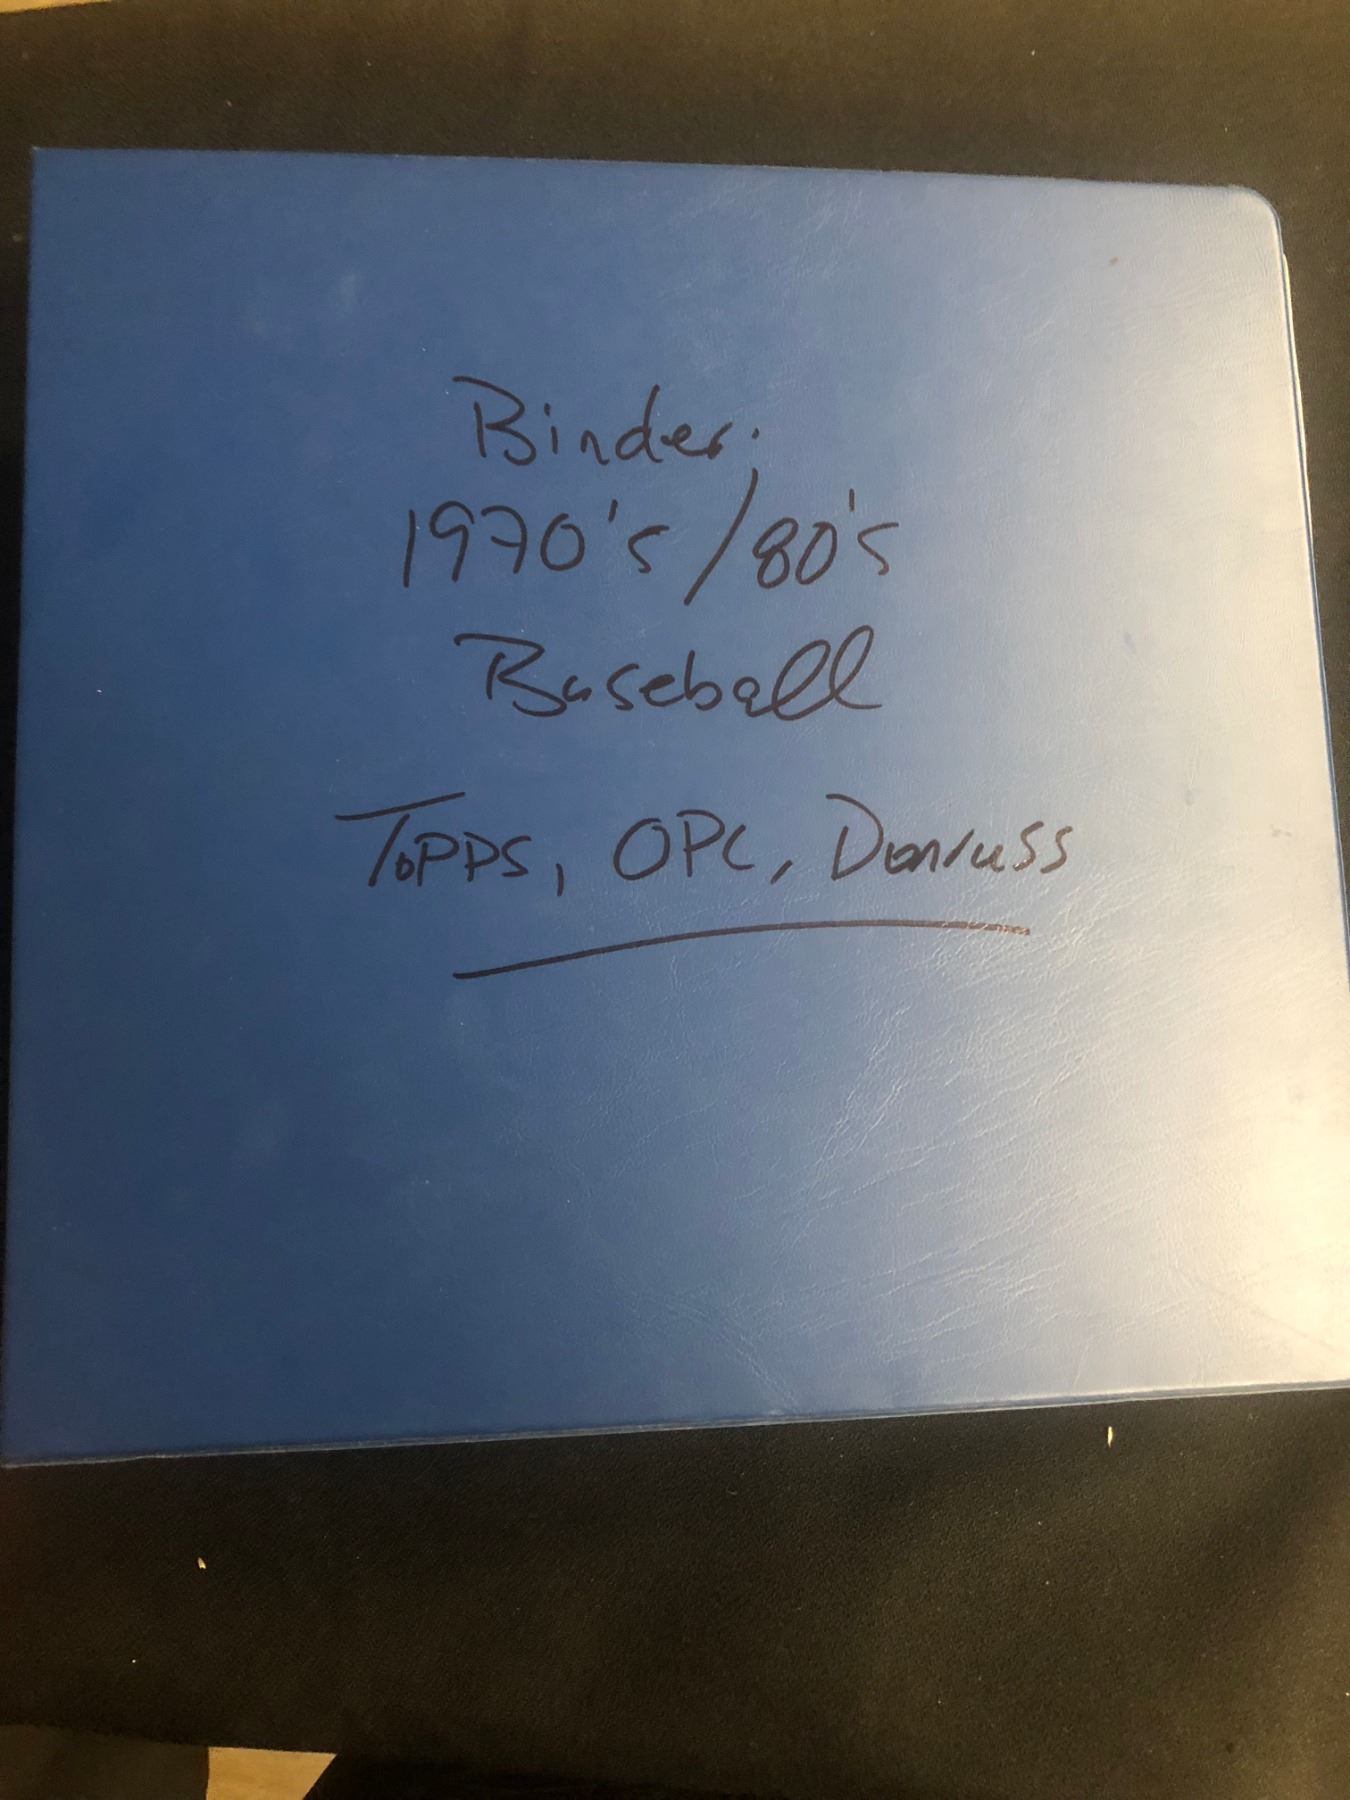 Binder:
1970's/80's
Baseball
TOPPS, OPC, Donruss